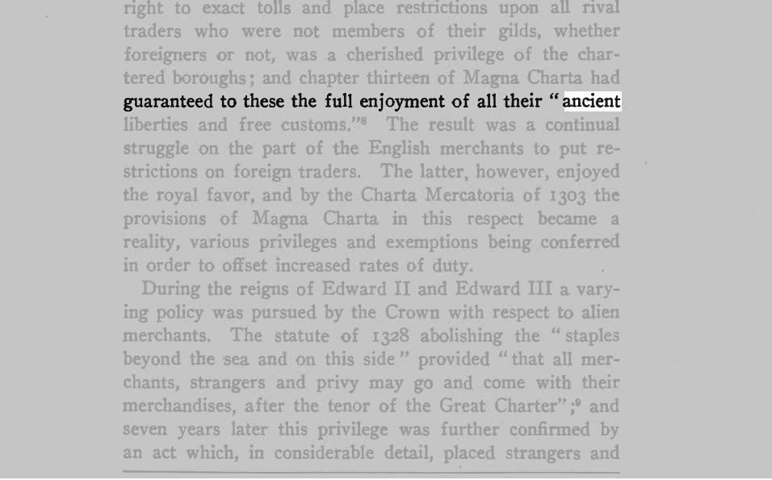 right to exact tolls and place restrictions upon all rival
traders who were not members of their gilds, whether
foreigners or not, was a cherished privilege of the char-
tered boroughs; and chapter thirteen of Magna Charta had
guaranteed to these the full enjoyment of all their “ ancient
liberties and free customs.”⁸ The result was a continual
struggle on the part of the English merchants to put re-
strictions on foreign traders. The latter, however, enjoyed
the royal favor, and by the Charta Mercatoria of 1303 the
provisions of Magna Charta in this respect became a
reality, various privileges and exemptions being conferred
in order to offset increased rates of duty.
During the reigns of Edward II and Edward III a vary-
ing policy was pursued by the Crown with respect to alien
merchants. The statute of 1328 abolishing the “ staples
beyond the sea and on this side ” provided “ that all mer-
chants, strangers and privy may go and come with their
merchandises, after the tenor of the Great Charter” ;⁹ and
seven years later this privilege was further confirmed by
an act which, in considerable detail, placed strangers and